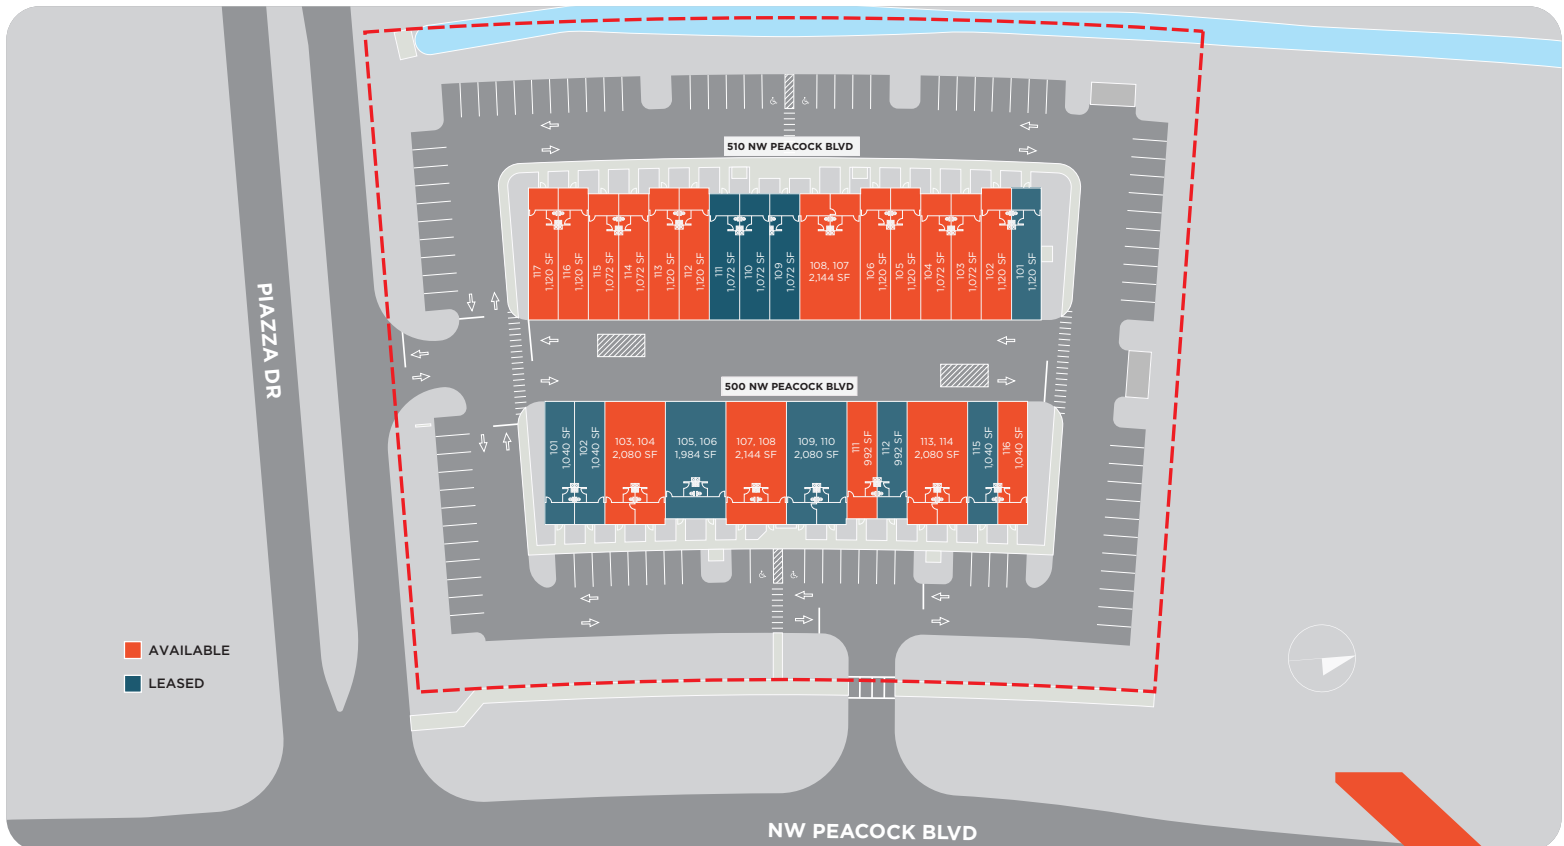 510 NW PEACOCK BLVD
117
1,120 SF
116
1,120 SF
115
1,072 SF
114
1,072 SF
113
1,120 SF
112
1,120 SF
111
1,072 SF
110
1,072 SF
109
1,072 SF
108, 107
2,144 SF
106
1,120 SF
105
1,120 SF
104
1,072 SF
103
1,072 SF
102
1,120 SF
101
1,120 SF
PIAZZA DR
500 NW PEACOCK BLVD
101
1,040 SF
102
1,040 SF
103, 104
2,080 SF
105, 106
1,984 SF
107, 108
2,144 SF
109, 110
2,080 SF
111
992 SF
112
992 SF
113, 114
2,080 SF
115
1,040 SF
116
1,040 SF
AVAILABLE
LEASED
NW PEACOCK BLVD